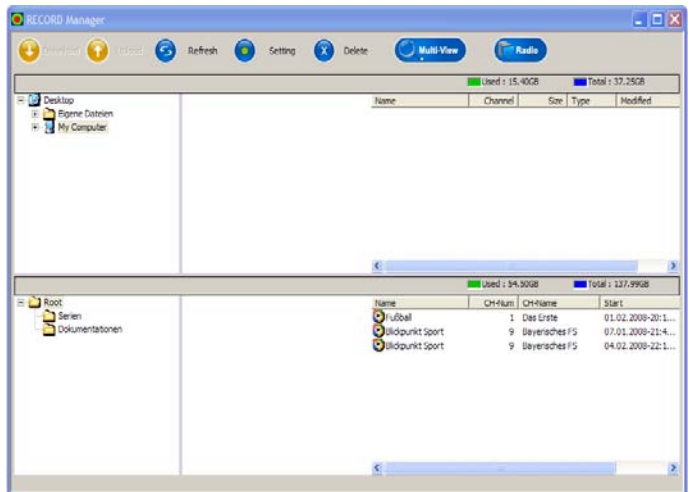 RECORD Manager
Download Upload Refresh Setting Delete Multi-View Radio
Used : 15.40GB Total : 37.25GB
Desktop
Eigene Dateien
My Computer
Name Channel Size Type Modified
Used : 54.50GB Total : 137.99GB
Root
Serien
Dokumentationen
Name CH-Num CH-Name Start
Fußball 1 Das Erste 01.02.2008-20:1...
Blickpunkt Sport 9 Bayerisches FS 07.01.2008-21:4...
Blickpunkt Sport 9 Bayerisches FS 04.02.2008-22:1...